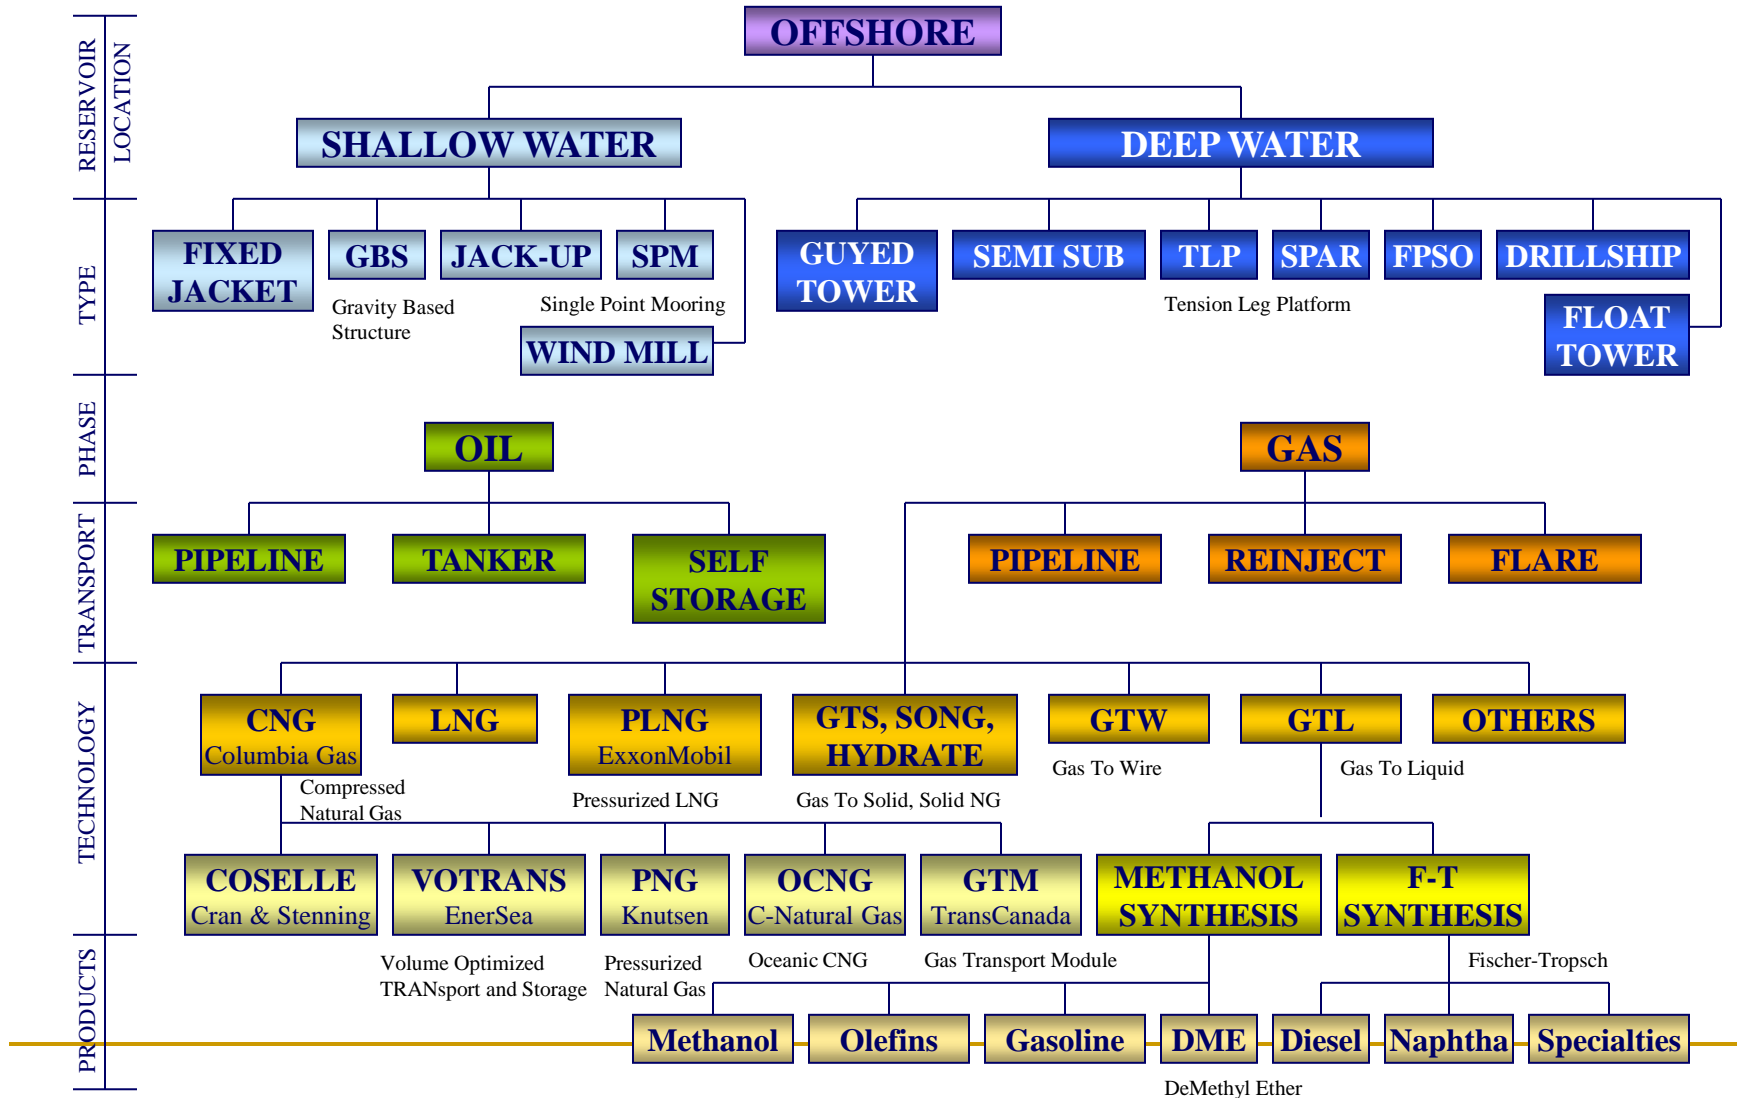 OFFSHORE
RESERVOIR
LOCATION
SHALLOW WATER
DEEP WATER
TYPE
FIXED
JACKET
GBS
JACK-UP
SPM
GUYED
TOWER
SEMI SUB
TLP
SPAR
FPSO
DRILLSHIP
Gravity Based
Structure
Single Point Mooring
Tension Leg Platform
WIND MILL
FLOAT
TOWER
PHASE
OIL
GAS
TRANSPORT
PIPELINE
TANKER
SELF
STORAGE
PIPELINE
REINJECT
FLARE
TECHNOLOGY
CNG
Columbia Gas
LNG
PLNG
ExxonMobil
GTS, SONG,
HYDRATE
GTW
GTL
OTHERS
Compressed
Natural Gas
Pressurized LNG
Gas To Solid, Solid NG
Gas To Wire
Gas To Liquid
COSELLE
Cran & Stenning
VOTRANS
EnerSea
PNG
Knutsen
OCNG
C-Natural Gas
GTM
TransCanada
METHANOL
SYNTHESIS
F-T
SYNTHESIS
PRODUCTS
Volume Optimized
TRANsport and Storage
Pressurized
Natural Gas
Oceanic CNG
Gas Transport Module
Fischer-Tropsch
Methanol
Olefins
Gasoline
DME
Diesel
Naphtha
Specialties
DeMethyl Ether